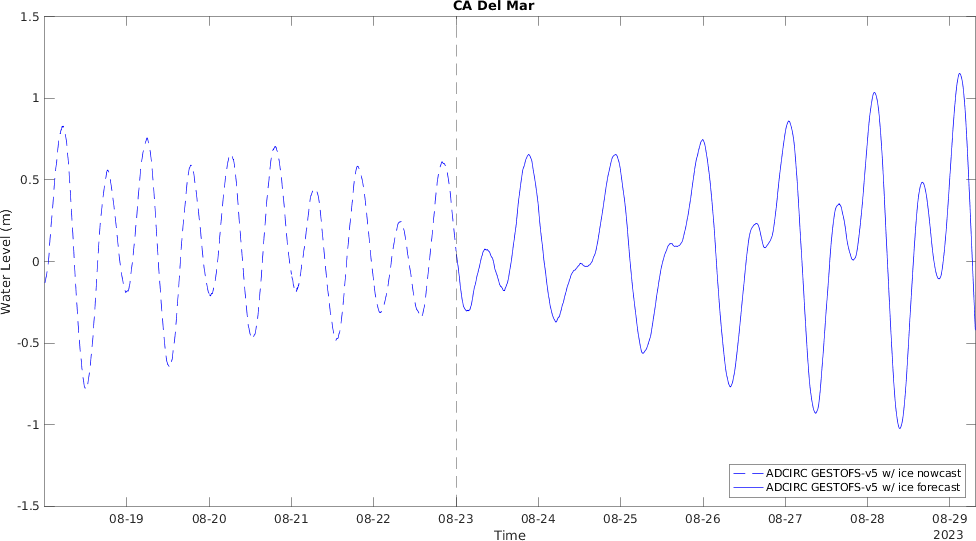 CA Del Mar
1.5
1
0.5
0
-0.5
-1
-1.5
Water Level (m)
ADCIRC GESTOFS-v5 w/ ice nowcast
ADCIRC GESTOFS-v5 w/ ice forecast
08-19 08-20 08-21 08-22 08-23 08-24 08-25 08-26 08-27 08-28 08-29
Time 2023